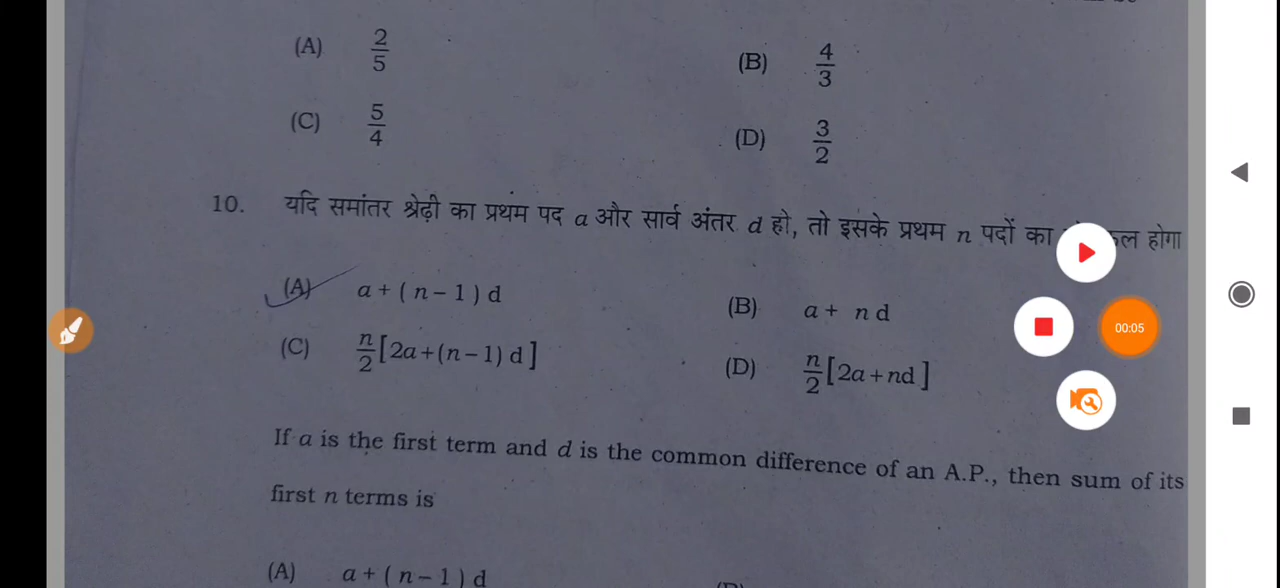 (A) 2/5 (B) 4/3
(C) 5/4 (D) 3/2
10. यदि समांतर श्रेढ़ी का प्रथम पद a और सार्व अंतर d हो, तो इसके प्रथम n पदों का होगा
(A) a + ( n − 1 ) d (B) a + n d
(C) n/2 [ 2a + (n − 1) d ] (D) n/2 [ 2a + nd ]
If a is the first term and d is the common difference of an A.P., then sum of its
first n terms is
(A) a + ( n − 1 ) d
00:05